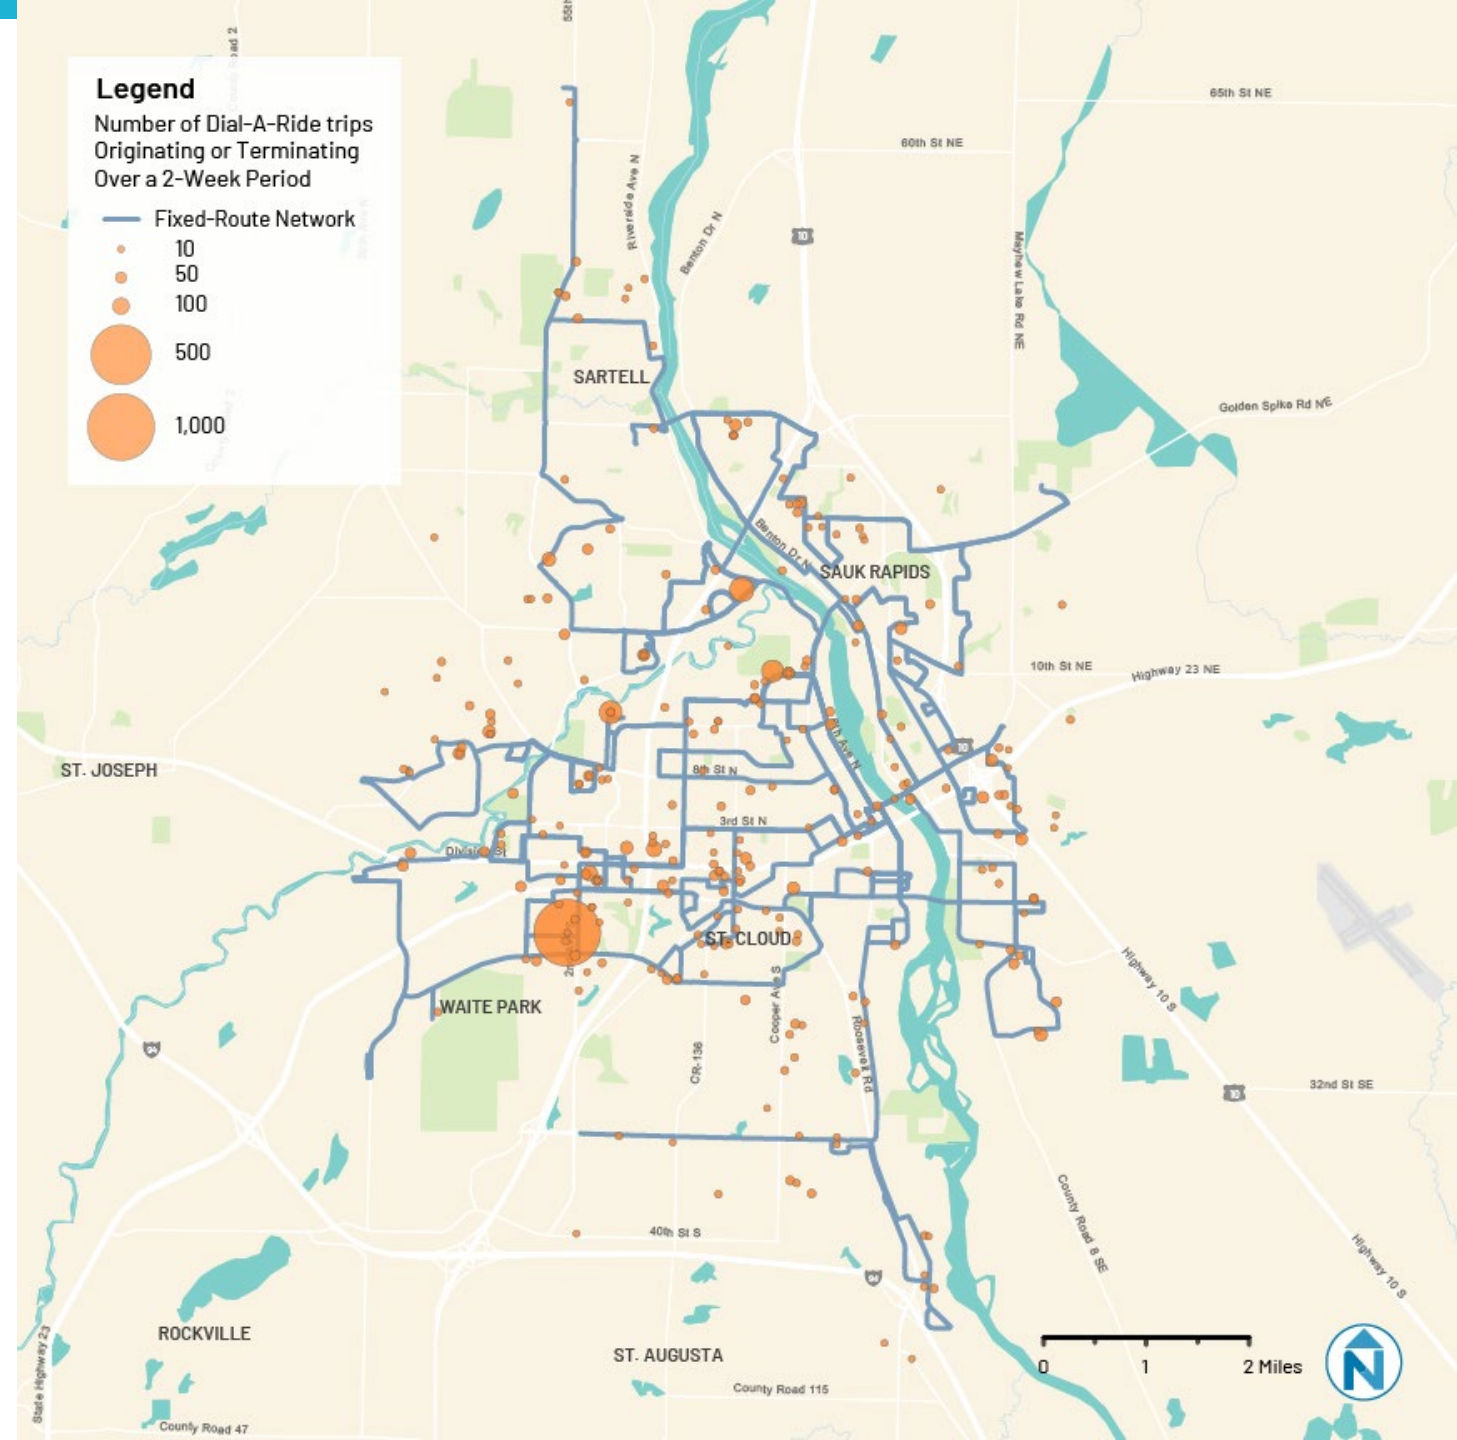 55th
Legend
Number of Dial-A-Ride trips
Originating or Terminating
Over a 2-Week Period
Fixed-Route Network
10
50
100
500
1,000
65th St NE
60th St NE
Riverside Ave N
Benton Dr N
10
Mayhew Lake Rd NE
SARTELL
Golden Spike Rd NE
Benton Dr N
SAUK RAPIDS
10th St NE
Highway 23 NE
10
ST. JOSEPH
8th St N
3rd St N
Division St
ST. CLOUD
WAITE PARK
Cooper Ave S
CR-136
Roosevelt Rd
Highway 10 S
94
10
32nd St SE
County Road 8 SE
40th St S
94
Highway 10 S
ROCKVILLE
ST. AUGUSTA
State Highway 23
County Road 115
County Road 47
0 1 2 Miles
N